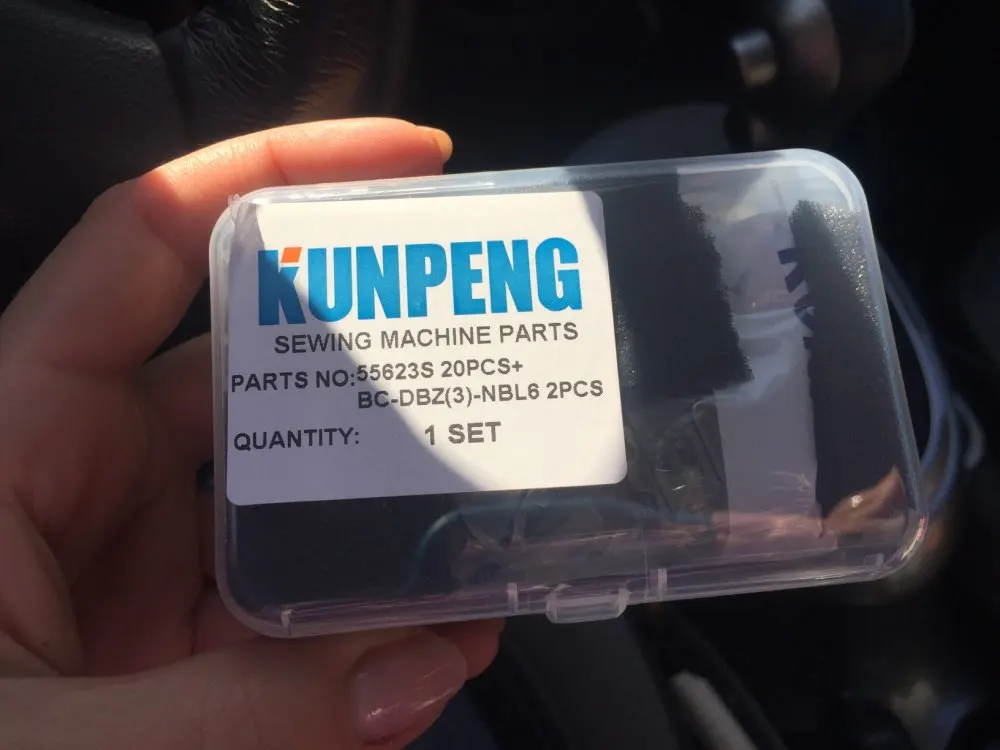 KUNPENG
SEWING MACHINE PARTS
PARTS NO:55623S 20PCS+
BC-DBZ(3)-NBL6 2PCS
QUANTITY: 1 SET